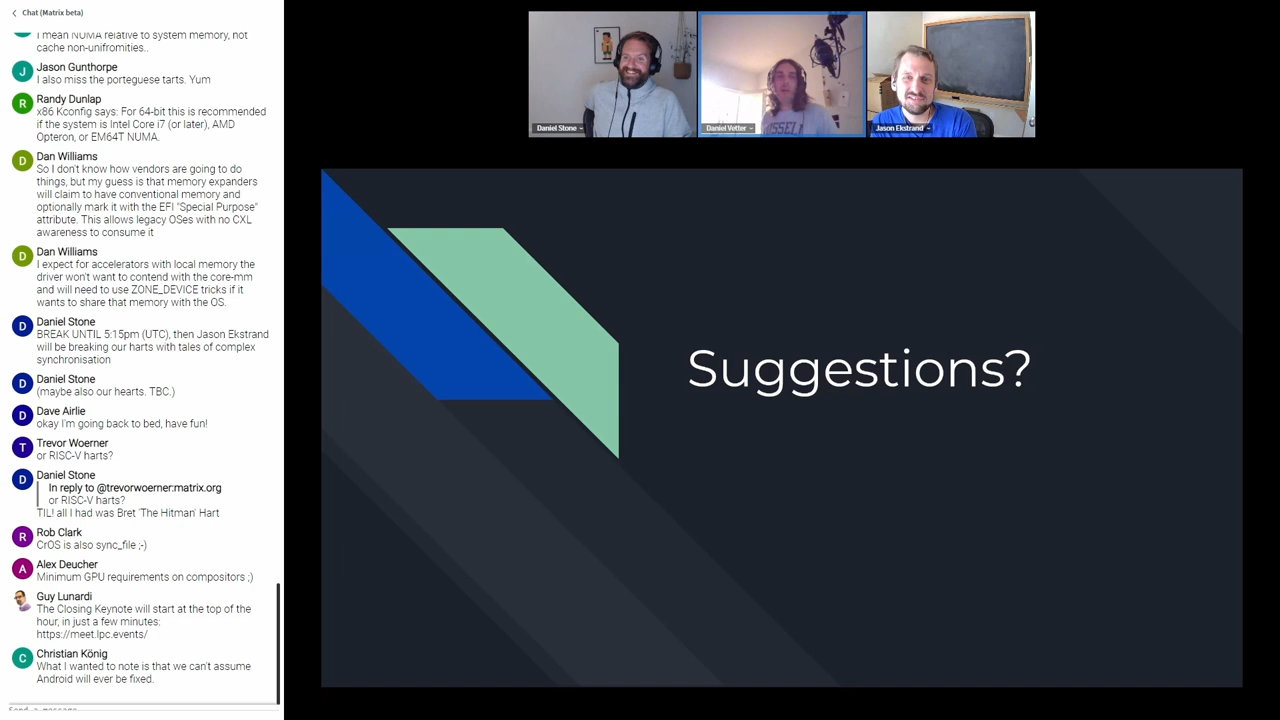 Chat (Matrix beta)
I mean NUMA relative to system memory, not
cache non-unifromities..
J
Jason Gunthorpe
I also miss the porteguese tarts. Yum
R
Randy Dunlap
x86 Kconfig says: For 64-bit this is recommended
if the system is Intel Core i7 (or later), AMD
Opteron, or EM64T NUMA.
D
Dan Williams
So I don't know how vendors are going to do
things, but my guess is that memory expanders
will claim to have conventional memory and
optionally mark it with the EFI "Special Purpose"
attribute. This allows legacy OSes with no CXL
awareness to consume it
D
Dan Williams
I expect for accelerators with local memory the
driver won't want to contend with the core-mm
and will need to use ZONE_DEVICE tricks if it
wants to share that memory with the OS.
D
Daniel Stone
BREAK UNTIL 5:15pm (UTC), then Jason Ekstrand
will be breaking our harts with tales of complex
synchronisation
D
Daniel Stone
(maybe also our hearts. TBC.)
D
Dave Airlie
okay I'm going back to bed, have fun!
T
Trevor Woerner
or RISC-V harts?
D
Daniel Stone
In reply to @trevorwoerner:matrix.org
or RISC-V harts?
TIL! all I had was Bret 'The Hitman' Hart
R
Rob Clark
CrOS is also sync_file ;-)
A
Alex Deucher
Minimum GPU requirements on compositors ;)
Guy Lunardi
The Closing Keynote will start at the top of the
hour, in just a few minutes:
https://meet.lpc.events/
C
Christian König
What I wanted to note is that we can't assume
Android will ever be fixed.
Send a message
Daniel Stone
Daniel Vetter
Jason Ekstrand
Suggestions?